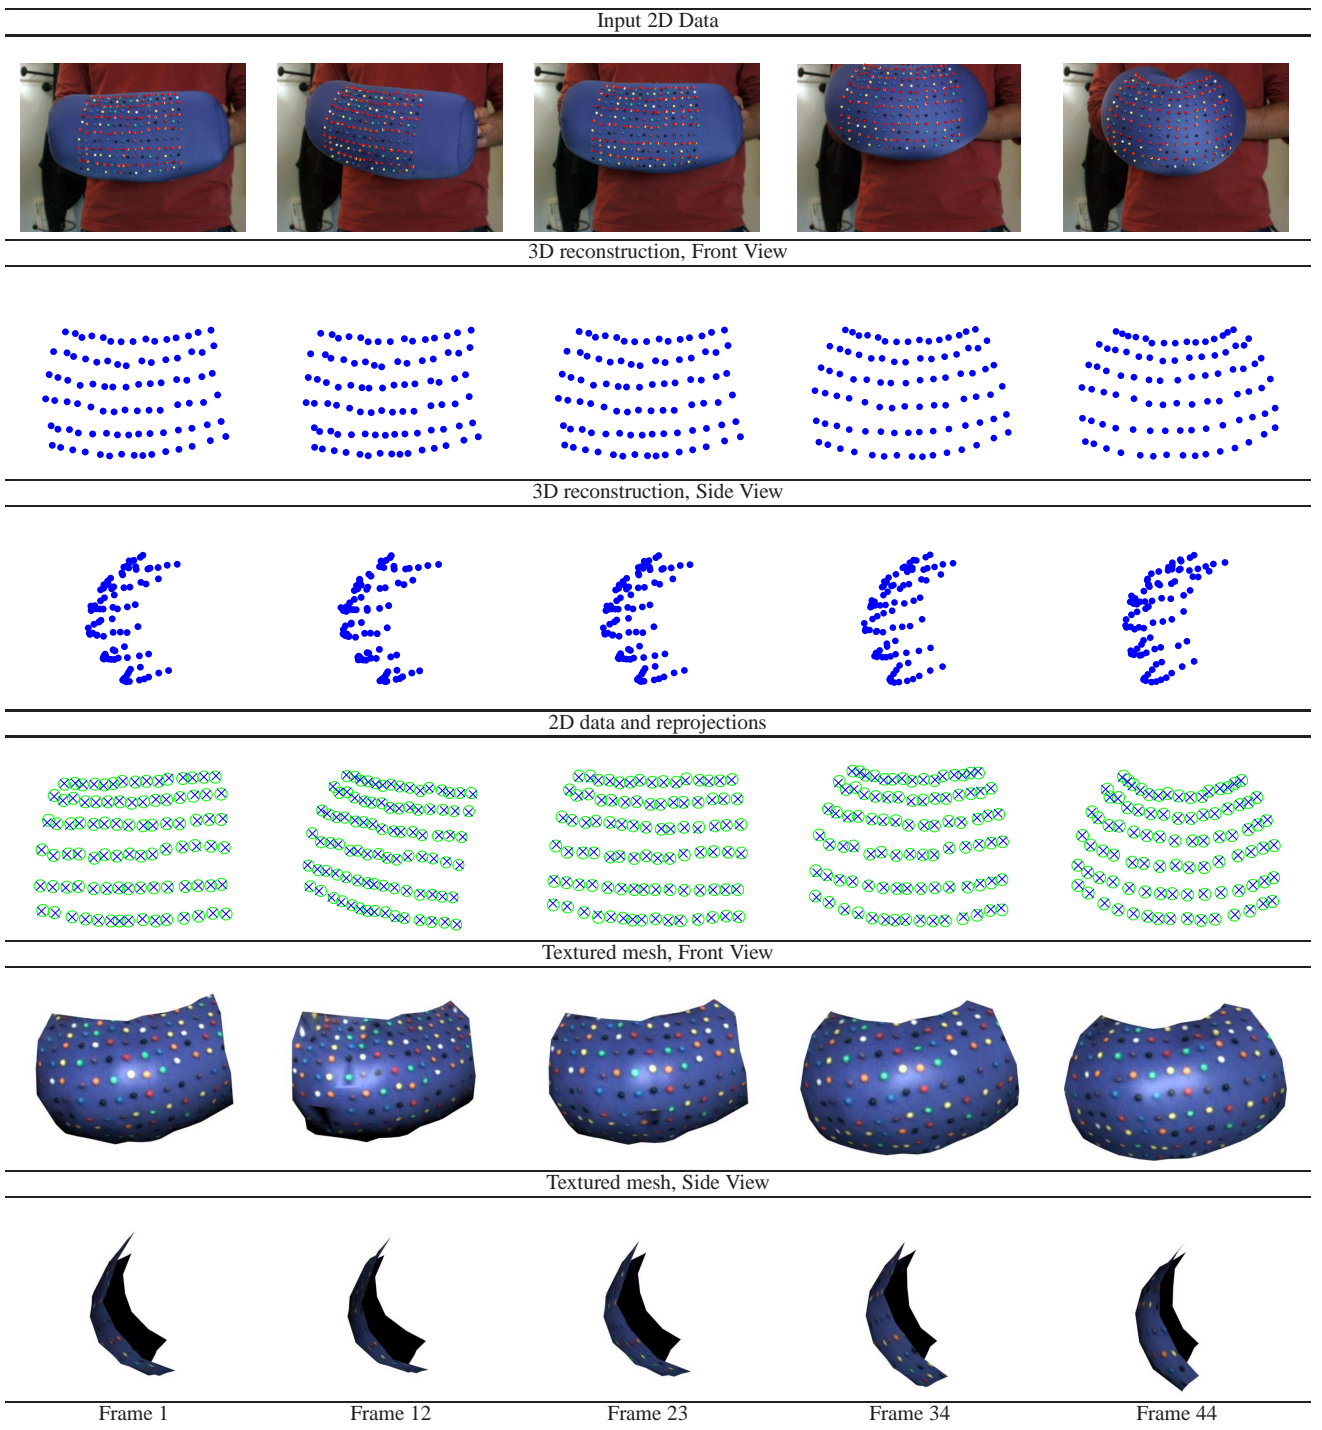 Input 2D Data
3D reconstruction, Front View
3D reconstruction, Side View
2D data and reprojections
Textured mesh, Front View
Textured mesh, Side View
Frame 1
Frame 12
Frame 23
Frame 34
Frame 44